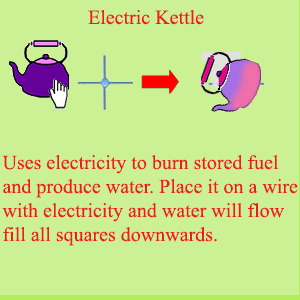 Electric Kettle
Uses electricity to burn stored fuel
and produce water. Place it on a wire
with electricity and water will flow
fill all squares downwards.